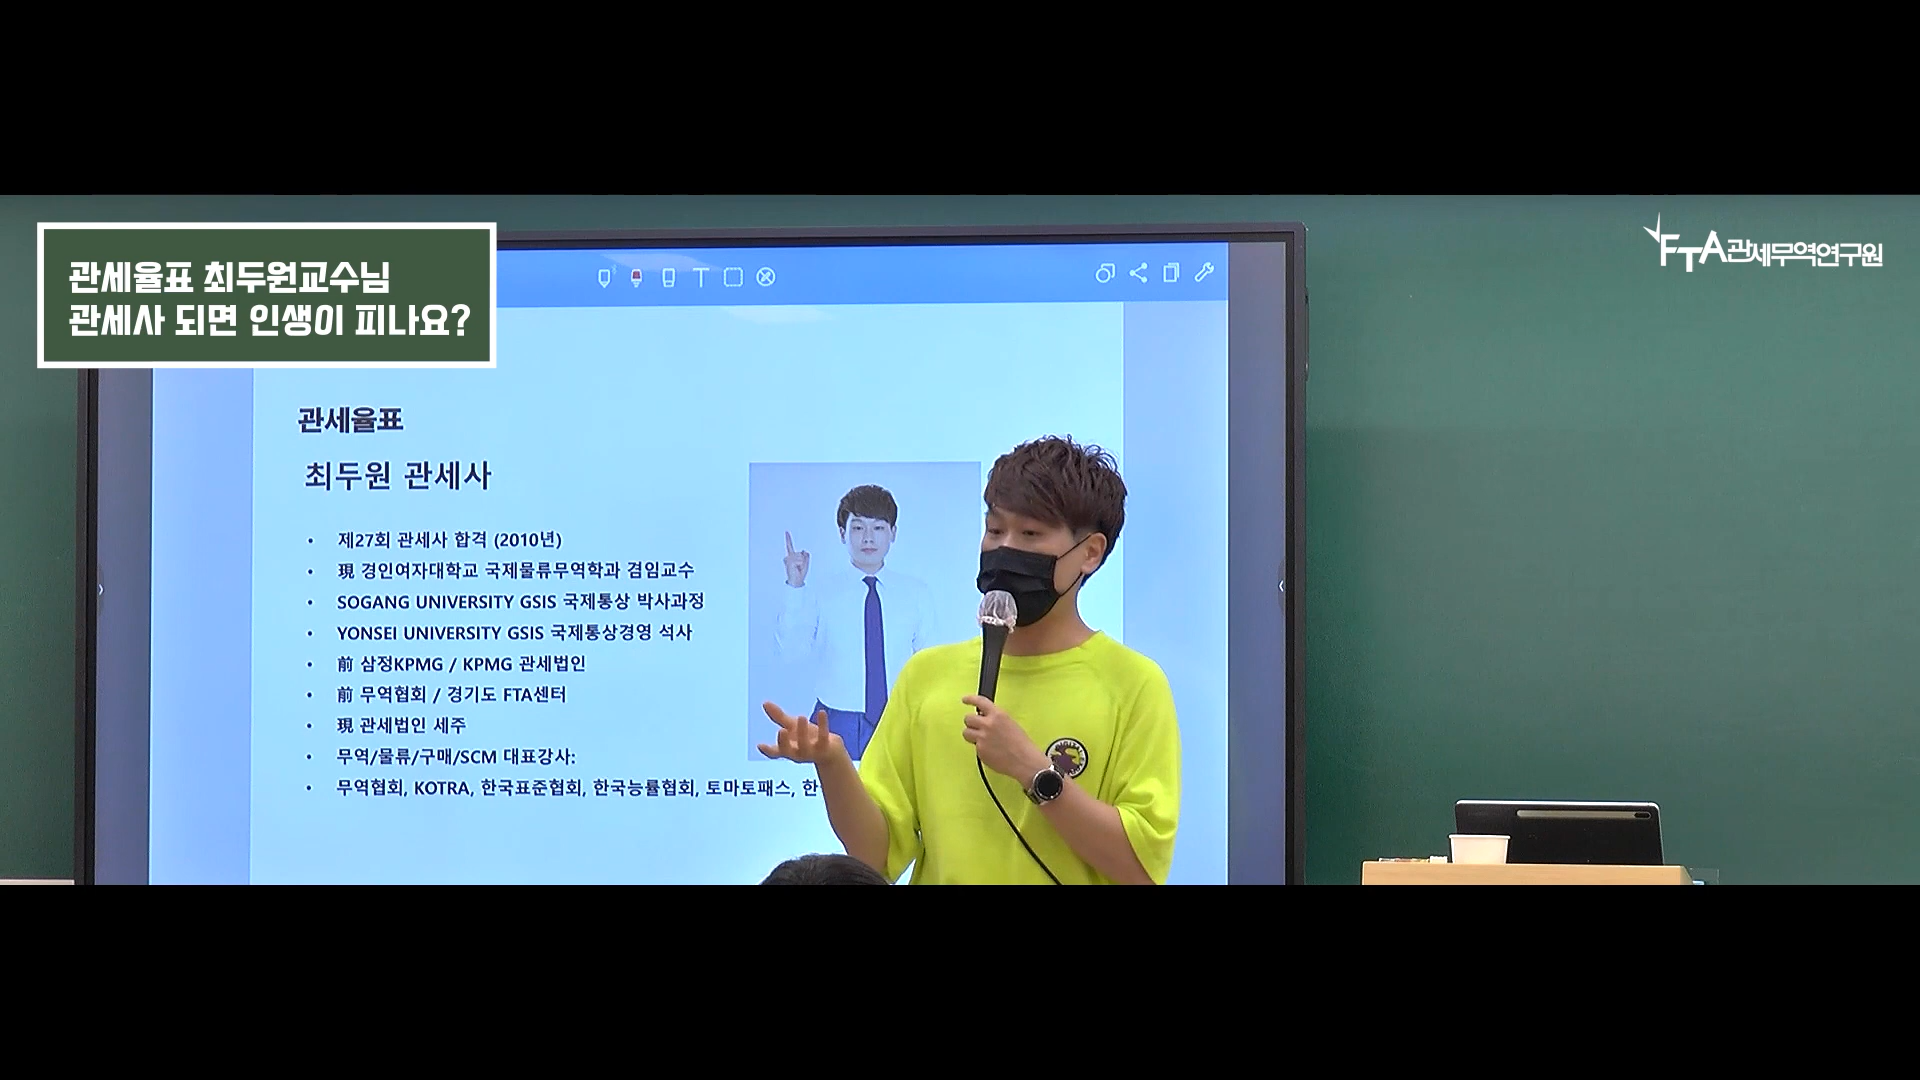 관세율표 최두원교수님
관세사 되면 인생이 피나요?
FTA관세무역연구원
관세율표
최두원 관세사
• 제27회 관세사 합격 (2010년)
• 現 경인여자대학교 국제물류무역학과 겸임교수
• SOGANG UNIVERSITY GSIS 국제통상 박사과정
• YONSEI UNIVERSITY GSIS 국제통상경영 석사
• 前 삼정KPMG / KPMG 관세법인
• 前 무역협회 / 경기도 FTA센터
• 現 관세법인 세주
• 무역/물류/구매/SCM 대표강사:
• 무역협회, KOTRA, 한국표준협회, 한국능률협회, 토마토패스,